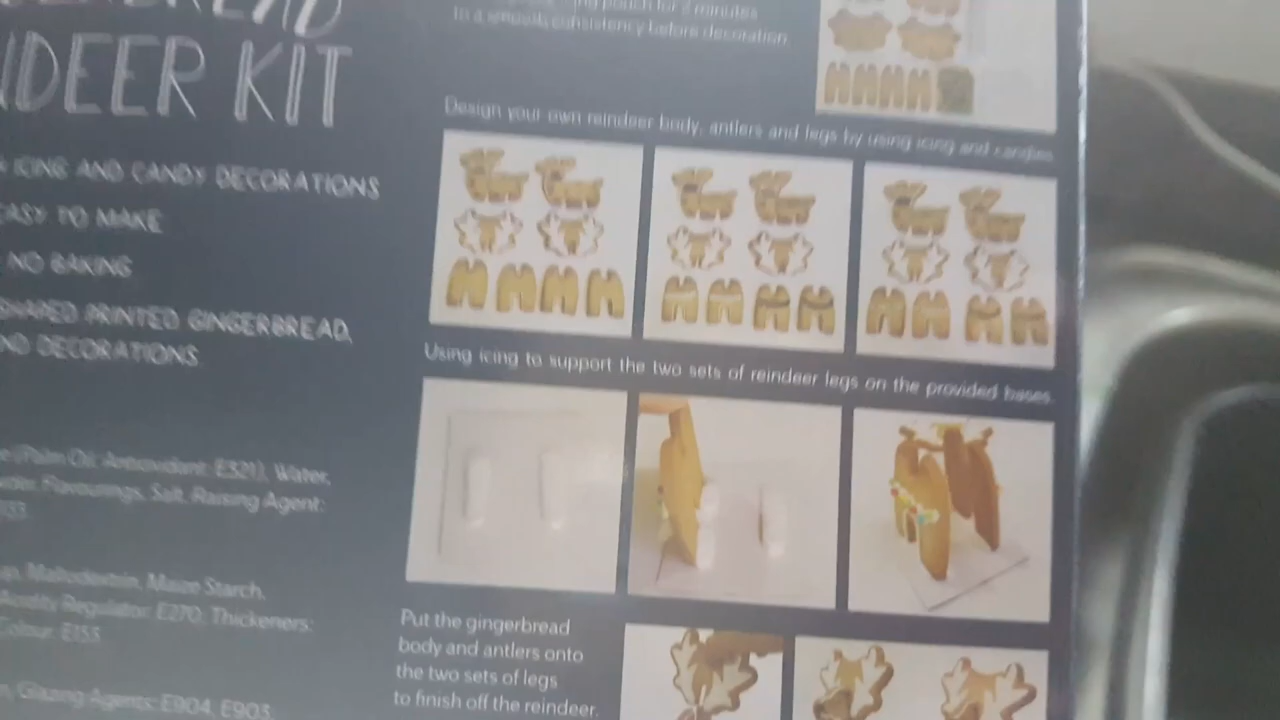 KIT
ICING AND CANDY DECORATIONS
EASY TO MAKE
NO BAKING
SHAPED PRINTED GINGERBREAD,
DECORATIONS
(Palm Oil, Antioxidant: E321), Water,
Flavourings, Salt, Raising Agent:
Maltodextrin, Maize Starch,
Acidity Regulator: E270, Thickeners:
Colour: E153
Glazing Agents: E904, E903,
pouch for 2 minutes
to a smooth consistency before decoration.
Design your own reindeer body, antlers and legs by using icing and candies.
Using icing to support the two sets of reindeer legs on the provided bases.
Put the gingerbread
body and antlers onto
the two sets of legs
to finish off the reindeer.